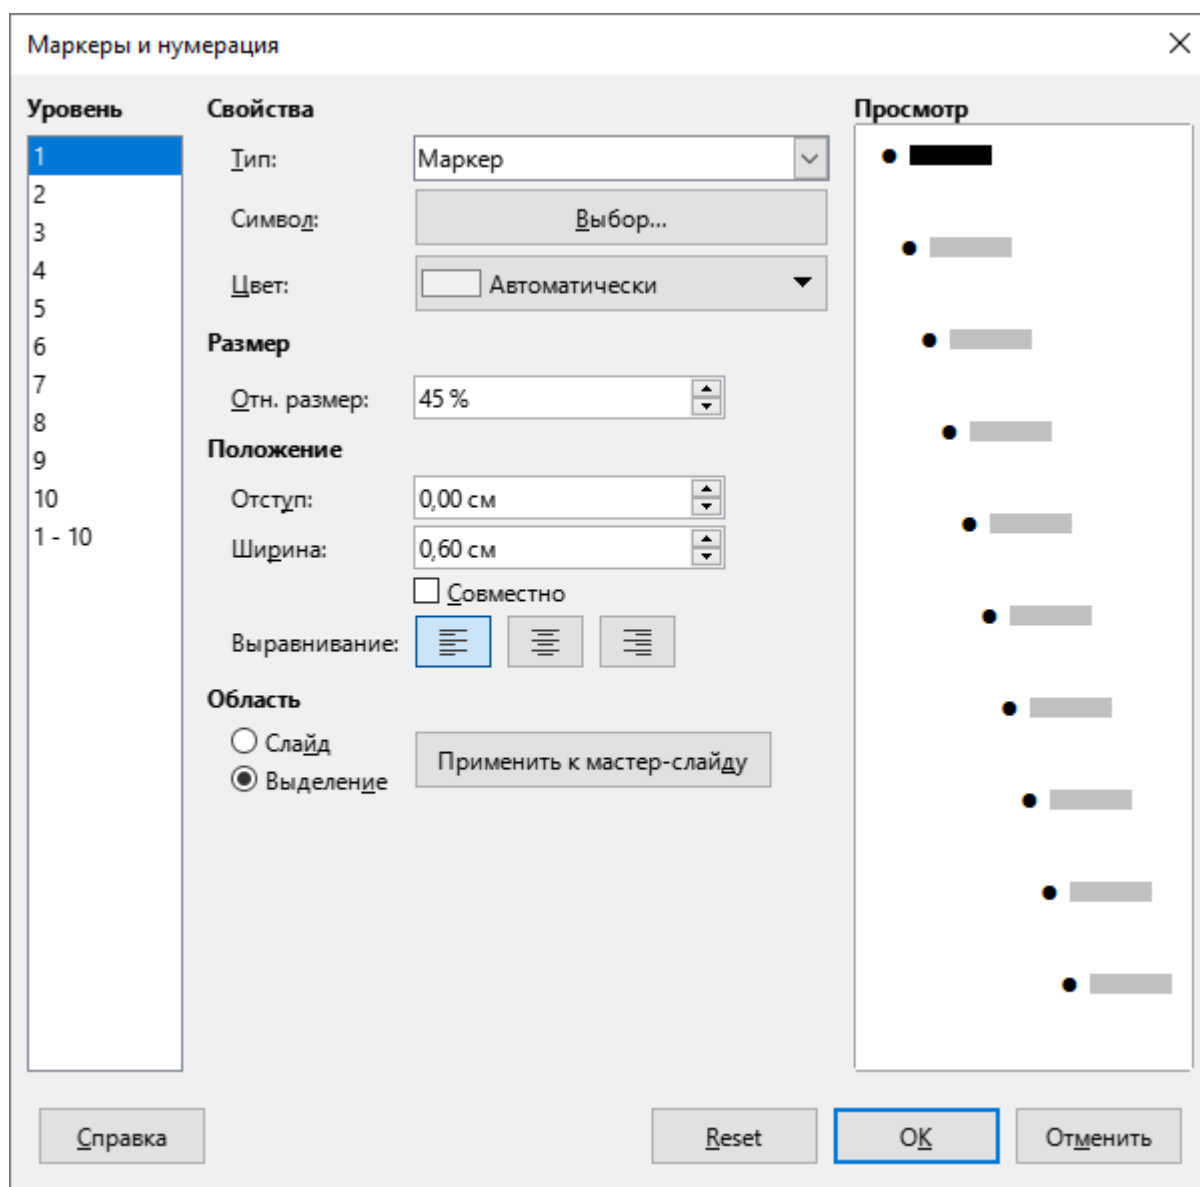 Маркеры и нумерация
Уровень
1
2
3
4
5
6
7
8
9
10
1 - 10
Свойства
Тип: Маркер
Символ: Выбор...
Цвет: Автоматически
Размер
Отн. размер: 45 %
Положение
Отступ: 0,00 см
Ширина: 0,60 см
Совместно
Выравнивание:
Область
Слайд
Выделение
Применить к мастер-слайду
Просмотр
Справка
Reset
OK
Отменить